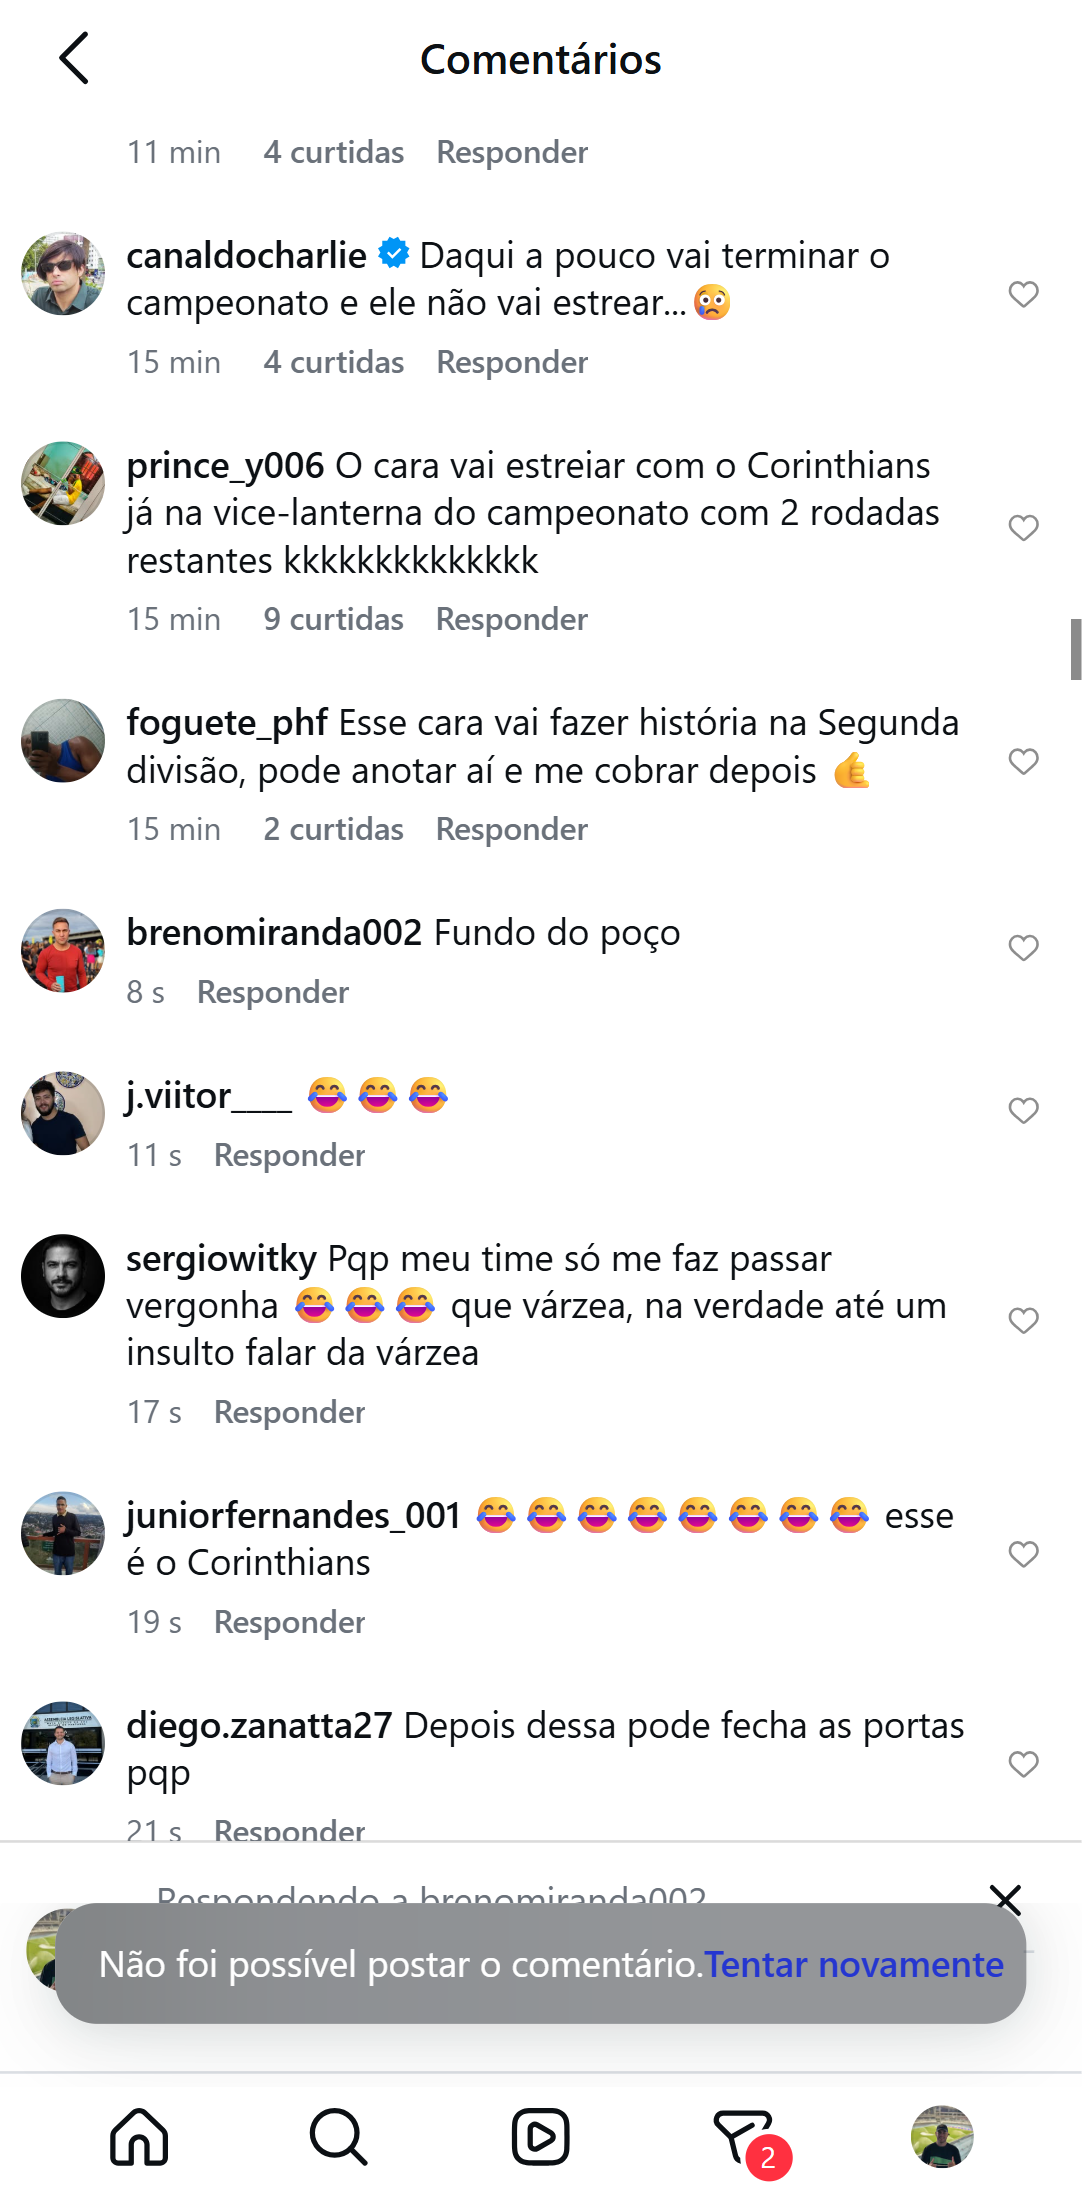 Comentários
11 min 4 curtidas Responder
canaldocharlie Daqui a pouco vai terminar o
campeonato e ele não vai estrear...😢
15 min 4 curtidas Responder
prince_y006 O cara vai estreiar com o Corinthians
já na vice-lanterna do campeonato com 2 rodadas
restantes kkkkkkkkkkkkkk
15 min 9 curtidas Responder
foguete_phf Esse cara vai fazer história na Segunda
divisão, pode anotar aí e me cobrar depois 🤙
15 min 2 curtidas Responder
brenomiranda002 Fundo do poço
8 s Responder
j.viitor____ 😂😂😂
11 s Responder
sergiowitky Pqp meu time só me faz passar
vergonha 😂😂😂 que várzea, na verdade até um
insulto falar da várzea
17 s Responder
juniorfernandes_001 😂😂😂😂😂😂😂😂 esse
é o Corinthians
19 s Responder
diego.zanatta27 Depois dessa pode fecha as portas
pqp
21 s Responder
Respondendo a brenomiranda002
Não foi possível postar o comentário.Tentar novamente
2